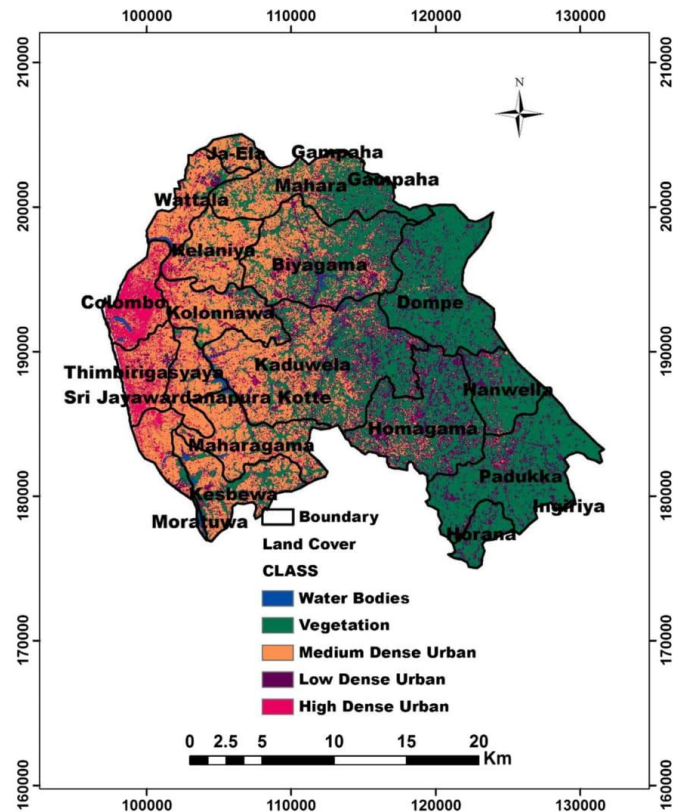 100000 110000 120000 130000
210000 210000
N
Ja-Ela Gampaha
Mahara Gampaha
Wattala
200000 200000
Kelaniya
Biyagama
Colombo Dompe
Kolonnawa
190000 190000
Thimbirigasyaya Kaduwela
Hanwella
Sri Jayawardanapura Kotte
Homagama
Maharagama
Padukka
180000 180000
Kesbewa
Ingiriya
Moratuwa
Horana
Boundary
Land Cover
CLASS
Water Bodies
Vegetation
Medium Dense Urban
Low Dense Urban
High Dense Urban
170000 170000
0 2.5 5 10 15 20
Km
160000 160000
100000 110000 120000 130000